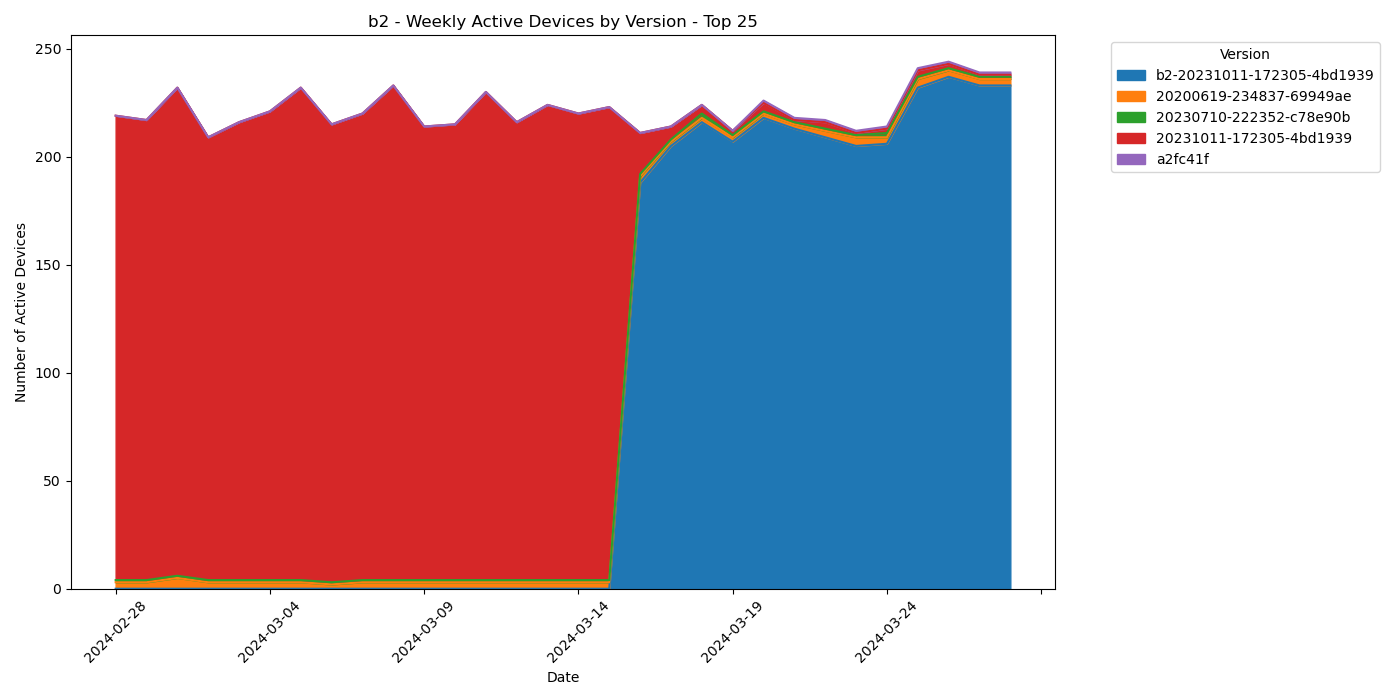 b2 - Weekly Active Devices by Version - Top 25
250
200
150
100
50
0
Number of Active Devices
2024-02-28
2024-03-04
2024-03-09
2024-03-14
2024-03-19
2024-03-24
Date
Version
b2-20231011-172305-4bd1939
20200619-234837-69949ae
20230710-222352-c78e90b
20231011-172305-4bd1939
a2fc41f